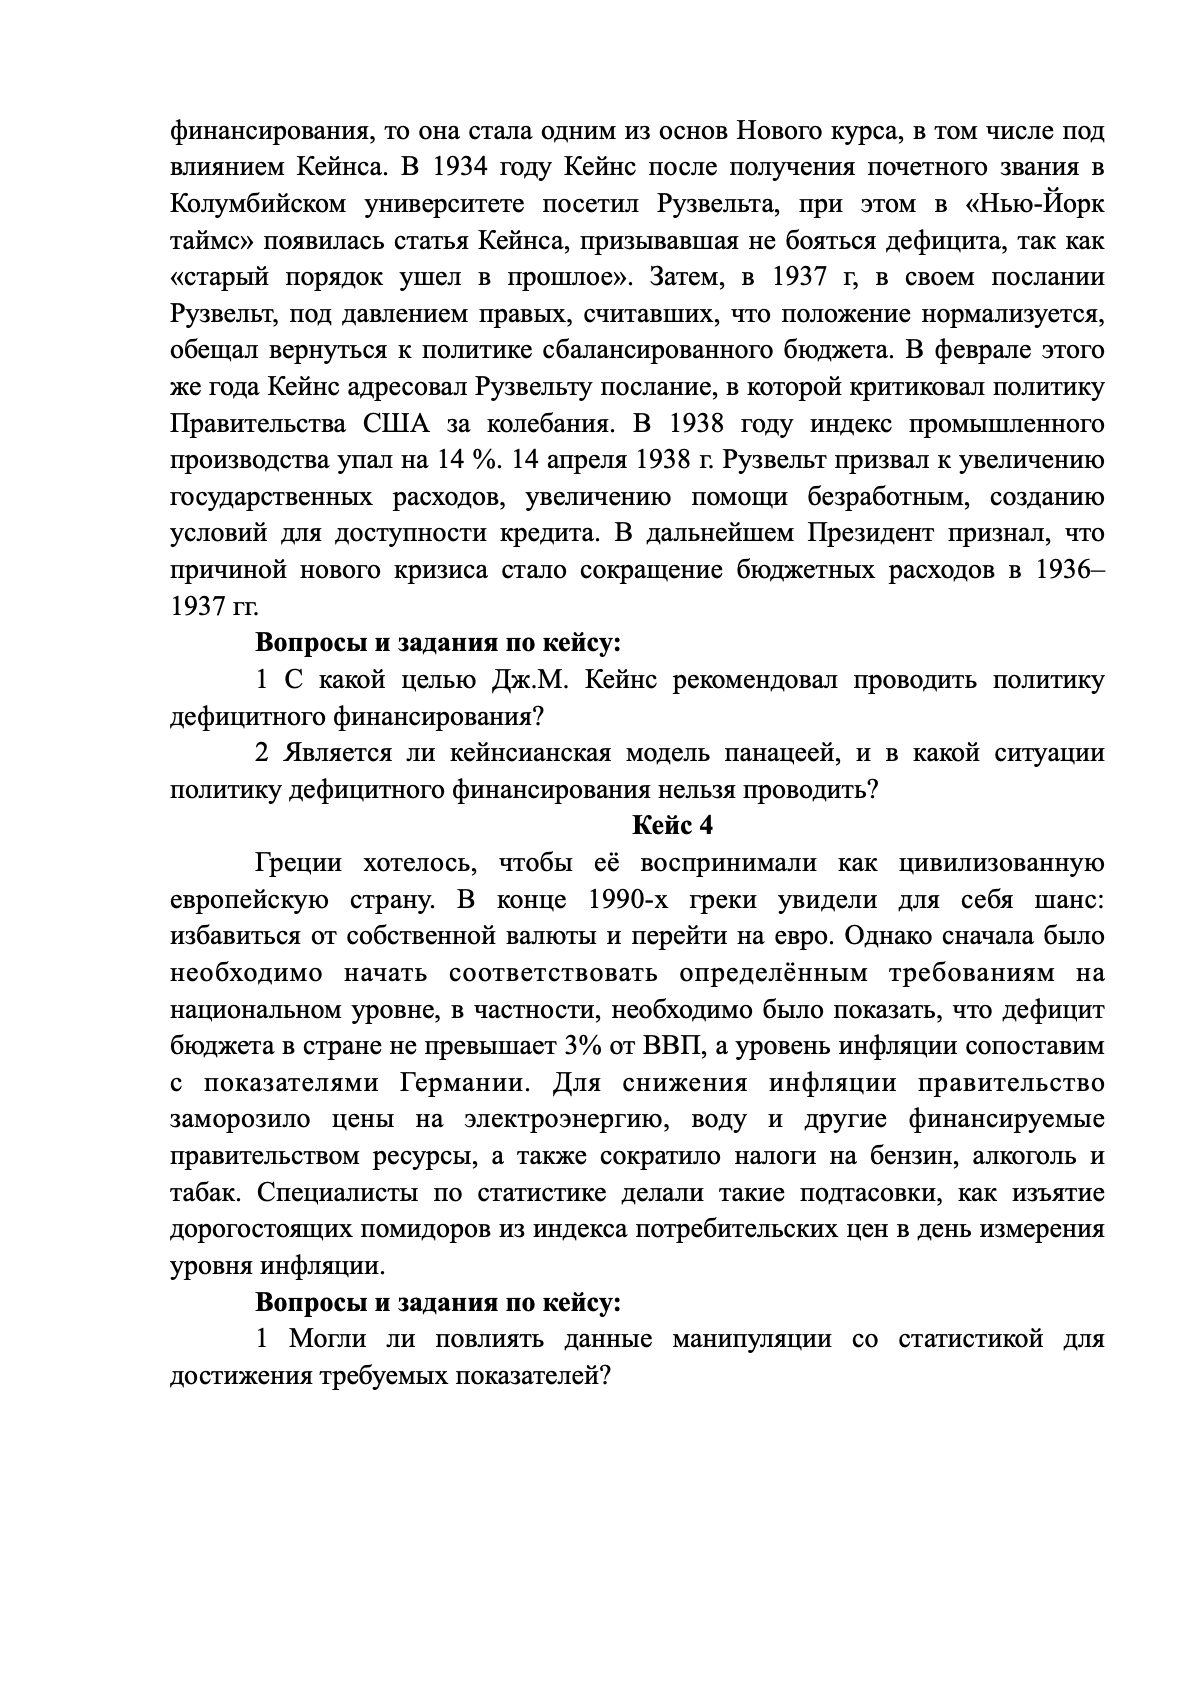 финансирования, то она стала одним из основ Нового курса, в том числе под
влиянием Кейнса. В 1934 году Кейнс после получения почетного звания в
Колумбийском университете посетил Рузвельта, при этом в «Нью-Йорк
таймс» появилась статья Кейнса, призывавшая не бояться дефицита, так как
«старый порядок ушел в прошлое». Затем, в 1937 г, в своем послании
Рузвельт, под давлением правых, считавших, что положение нормализуется,
обещал вернуться к политике сбалансированного бюджета. В феврале этого
же года Кейнс адресовал Рузвельту послание, в которой критиковал политику
Правительства США за колебания. В 1938 году индекс промышленного
производства упал на 14 %. 14 апреля 1938 г. Рузвельт призвал к увеличению
государственных расходов, увеличению помощи безработным, созданию
условий для доступности кредита. В дальнейшем Президент признал, что
причиной нового кризиса стало сокращение бюджетных расходов в 1936–
1937 гг.
Вопросы и задания по кейсу:
1 С какой целью Дж.М. Кейнс рекомендовал проводить политику
дефицитного финансирования?
2 Является ли кейнсианская модель панацеей, и в какой ситуации
политику дефицитного финансирования нельзя проводить?
Кейс 4
Греции хотелось, чтобы её воспринимали как цивилизованную
европейскую страну. В конце 1990-х греки увидели для себя шанс:
избавиться от собственной валюты и перейти на евро. Однако сначала было
необходимо начать соответствовать определённым требованиям на
национальном уровне, в частности, необходимо было показать, что дефицит
бюджета в стране не превышает 3% от ВВП, а уровень инфляции сопоставим
с показателями Германии. Для снижения инфляции правительство
заморозило цены на электроэнергию, воду и другие финансируемые
правительством ресурсы, а также сократило налоги на бензин, алкоголь и
табак. Специалисты по статистике делали такие подтасовки, как изъятие
дорогостоящих помидоров из индекса потребительских цен в день измерения
уровня инфляции.
Вопросы и задания по кейсу:
1 Могли ли повлиять данные манипуляции со статистикой для
достижения требуемых показателей?